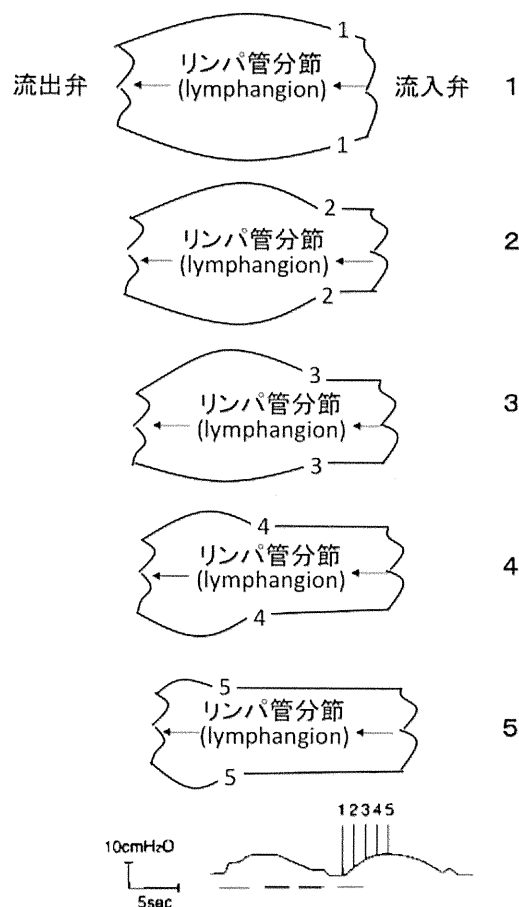 1
リンパ管分節
流出弁 (lymphangion) 流入弁 1
1
2
リンパ管分節 2
(lymphangion)
2
3
リンパ管分節 3
(lymphangion)
3
4
リンパ管分節 4
(lymphangion)
4
5
リンパ管分節
(lymphangion) 5
5
12345
10cmH₂O
5sec